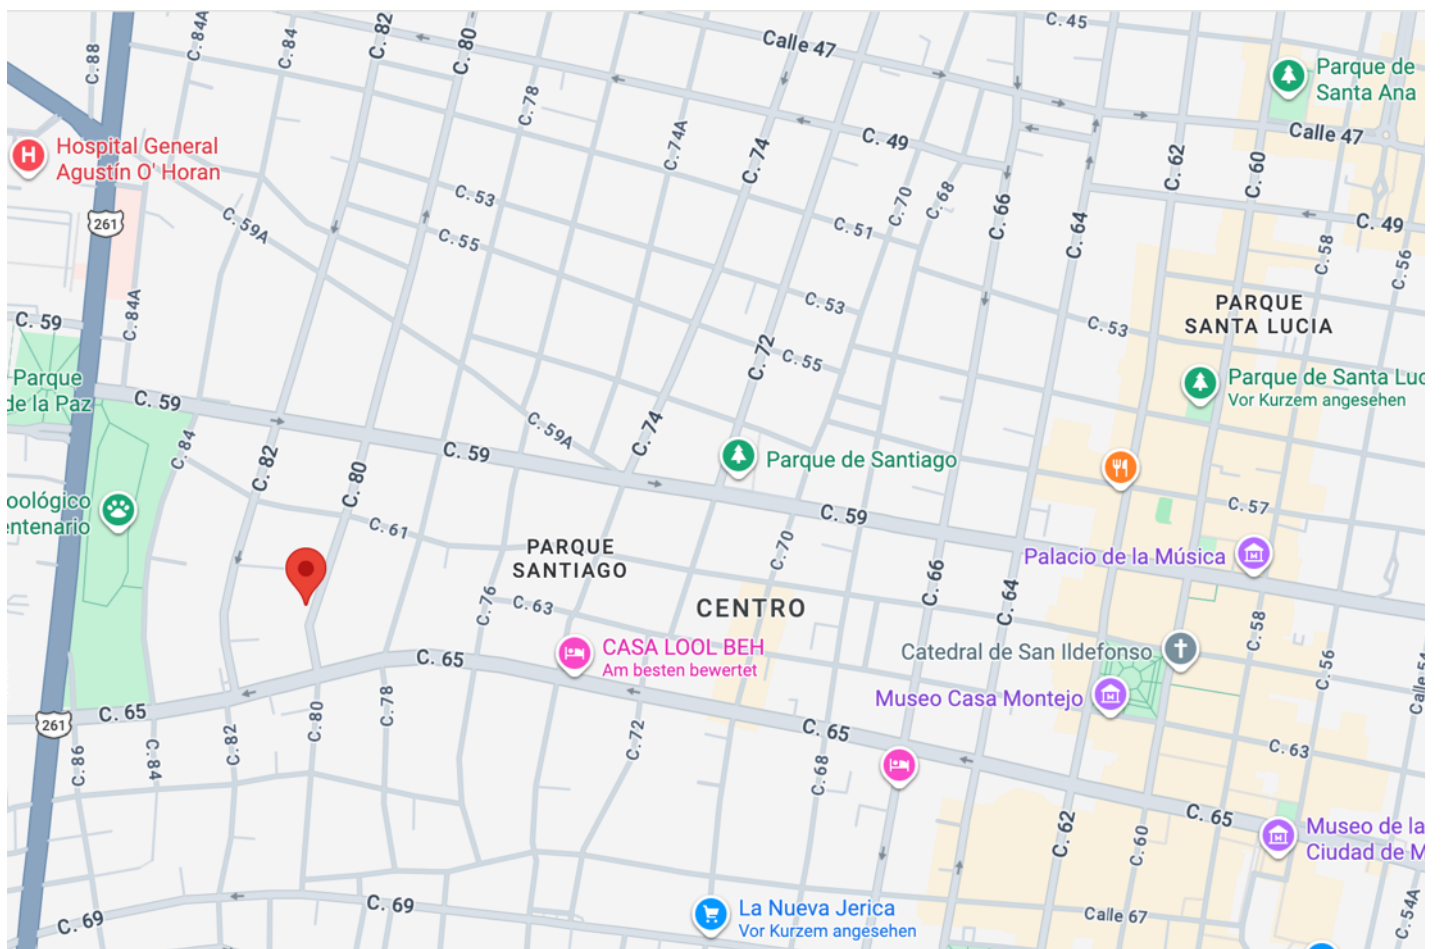 C. 45
C. 88
C. 84A
C. 84
C. 82
C. 80
Calle 47
C. 78
Parque de
Santa Ana
Calle 47
Hospital General
Agustín O' Horan
C. 74A
C. 74
C. 49
C. 62
C. 60
C. 53
C. 70
C. 68
C. 66
C. 64
261
C. 59A
C. 55
C. 51
C. 49
C. 58
C. 56
C. 84A
C. 59
C. 53
C. 53
PARQUE
SANTA LUCIA
C. 72
C. 55
Parque
de la Paz
C. 59
Parque de Santa Luc
Vor Kurzem angesehen
C. 84
C. 82
C. 80
C. 59
C. 59A
C. 74
Parque de Santiago
oológico
entenario
C. 61
C. 59
C. 57
PARQUE
SANTIAGO
C. 70
Palacio de la Música
C. 66
C. 64
C. 76
C. 63
CENTRO
C. 58
C. 65
CASA LOOL BEH
Am besten bewertet
Catedral de San Ildefonso
C. 56
Museo Casa Montejo
Calle 54
261
C. 65
C. 86
C. 84
C. 82
C. 80
C. 78
C. 72
C. 65
C. 68
C. 63
C. 62
C. 60
C. 65
Museo de la
Ciudad de M
C. 69
C. 69
La Nueva Jerica
Vor Kurzem angesehen
Calle 67
C. 54A